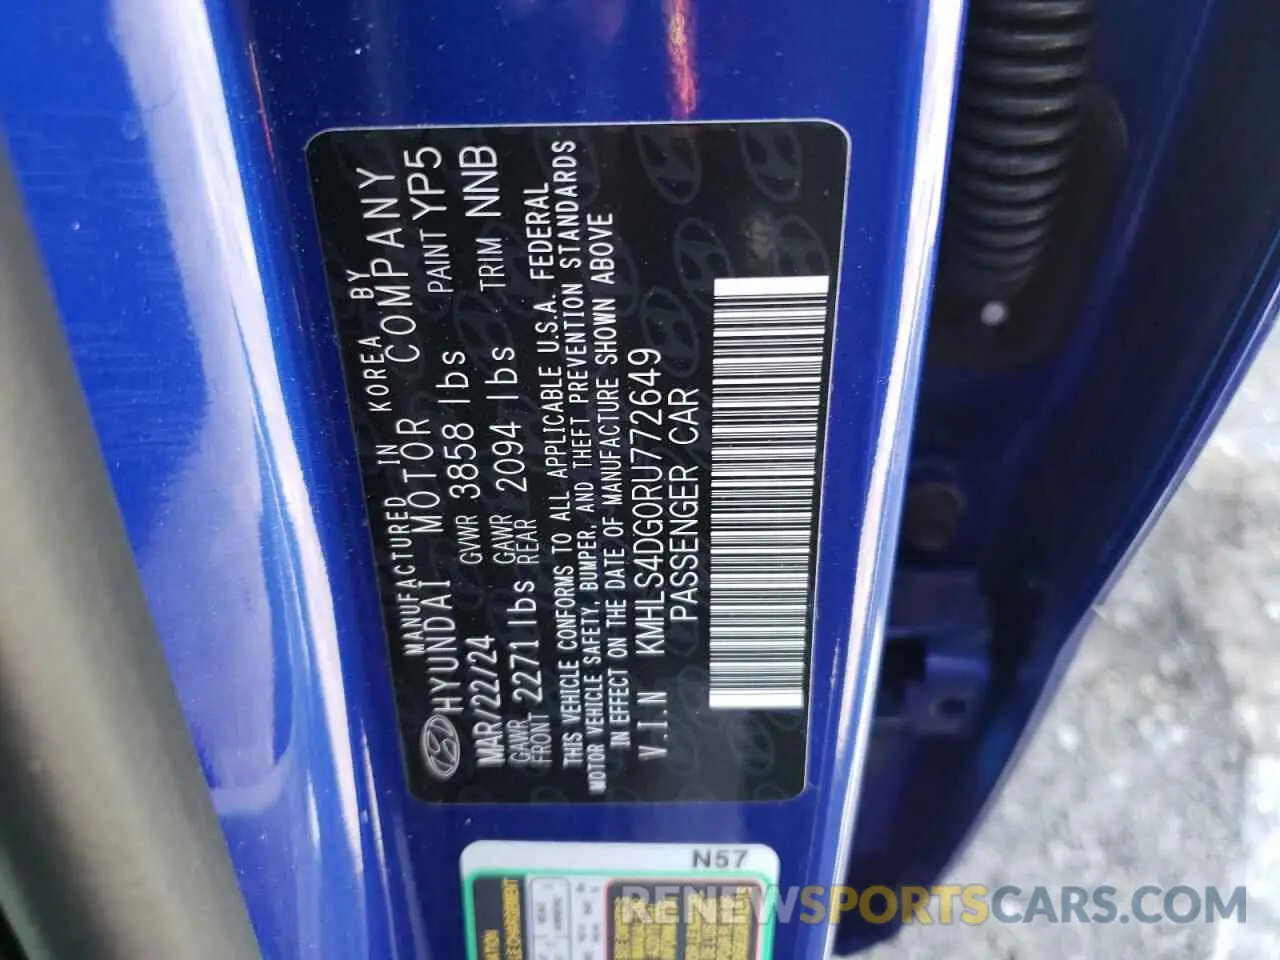 MANUFACTURED IN KOREA BY
HYUNDAI MOTOR COMPANY
MAR/22/24 GVWR 3858 lbs PAINT YP5
GAWR FRONT 2271 lbs GAWR REAR 2094 lbs TRIM NNB
THIS VEHICLE CONFORMS TO ALL APPLICABLE U.S.A. FEDERAL
MOTOR VEHICLE SAFETY, BUMPER, AND THEFT PREVENTION STANDARDS
IN EFFECT ON THE DATE OF MANUFACTURE SHOWN ABOVE
V.I.N KMHLS4DG0RU772649
PASSENGER CAR
N57
RENEWSPORTSCARS.COM